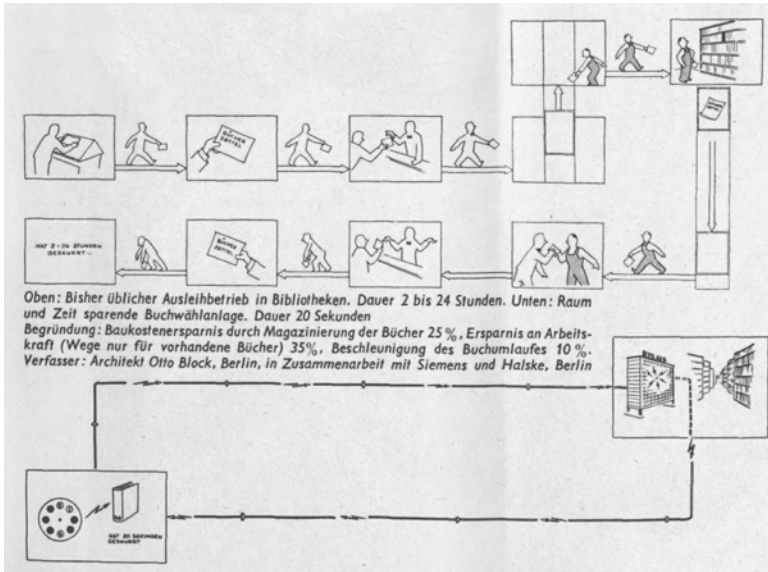 BÜCHER
ZETTEL
HAT 2-24 STUNDEN
GEDAUERT...
BÜCHER
ZETTEL
Oben: Bisher üblicher Ausleihbetrieb in Bibliotheken. Dauer 2 bis 24 Stunden. Unten: Raum
und Zeit sparende Buchwählanlage. Dauer 20 Sekunden
Begründung: Baukostenersparnis durch Magazinierung der Bücher 25%, Ersparnis an Arbeits-
kraft (Wege nur für vorhandene Bücher) 35%, Beschleunigung des Buchumlaufes 10%.
Verfasser: Architekt Otto Block, Berlin, in Zusammenarbeit mit Siemens und Halske, Berlin
HAT 20 SEKUNDEN
GEDAUERT